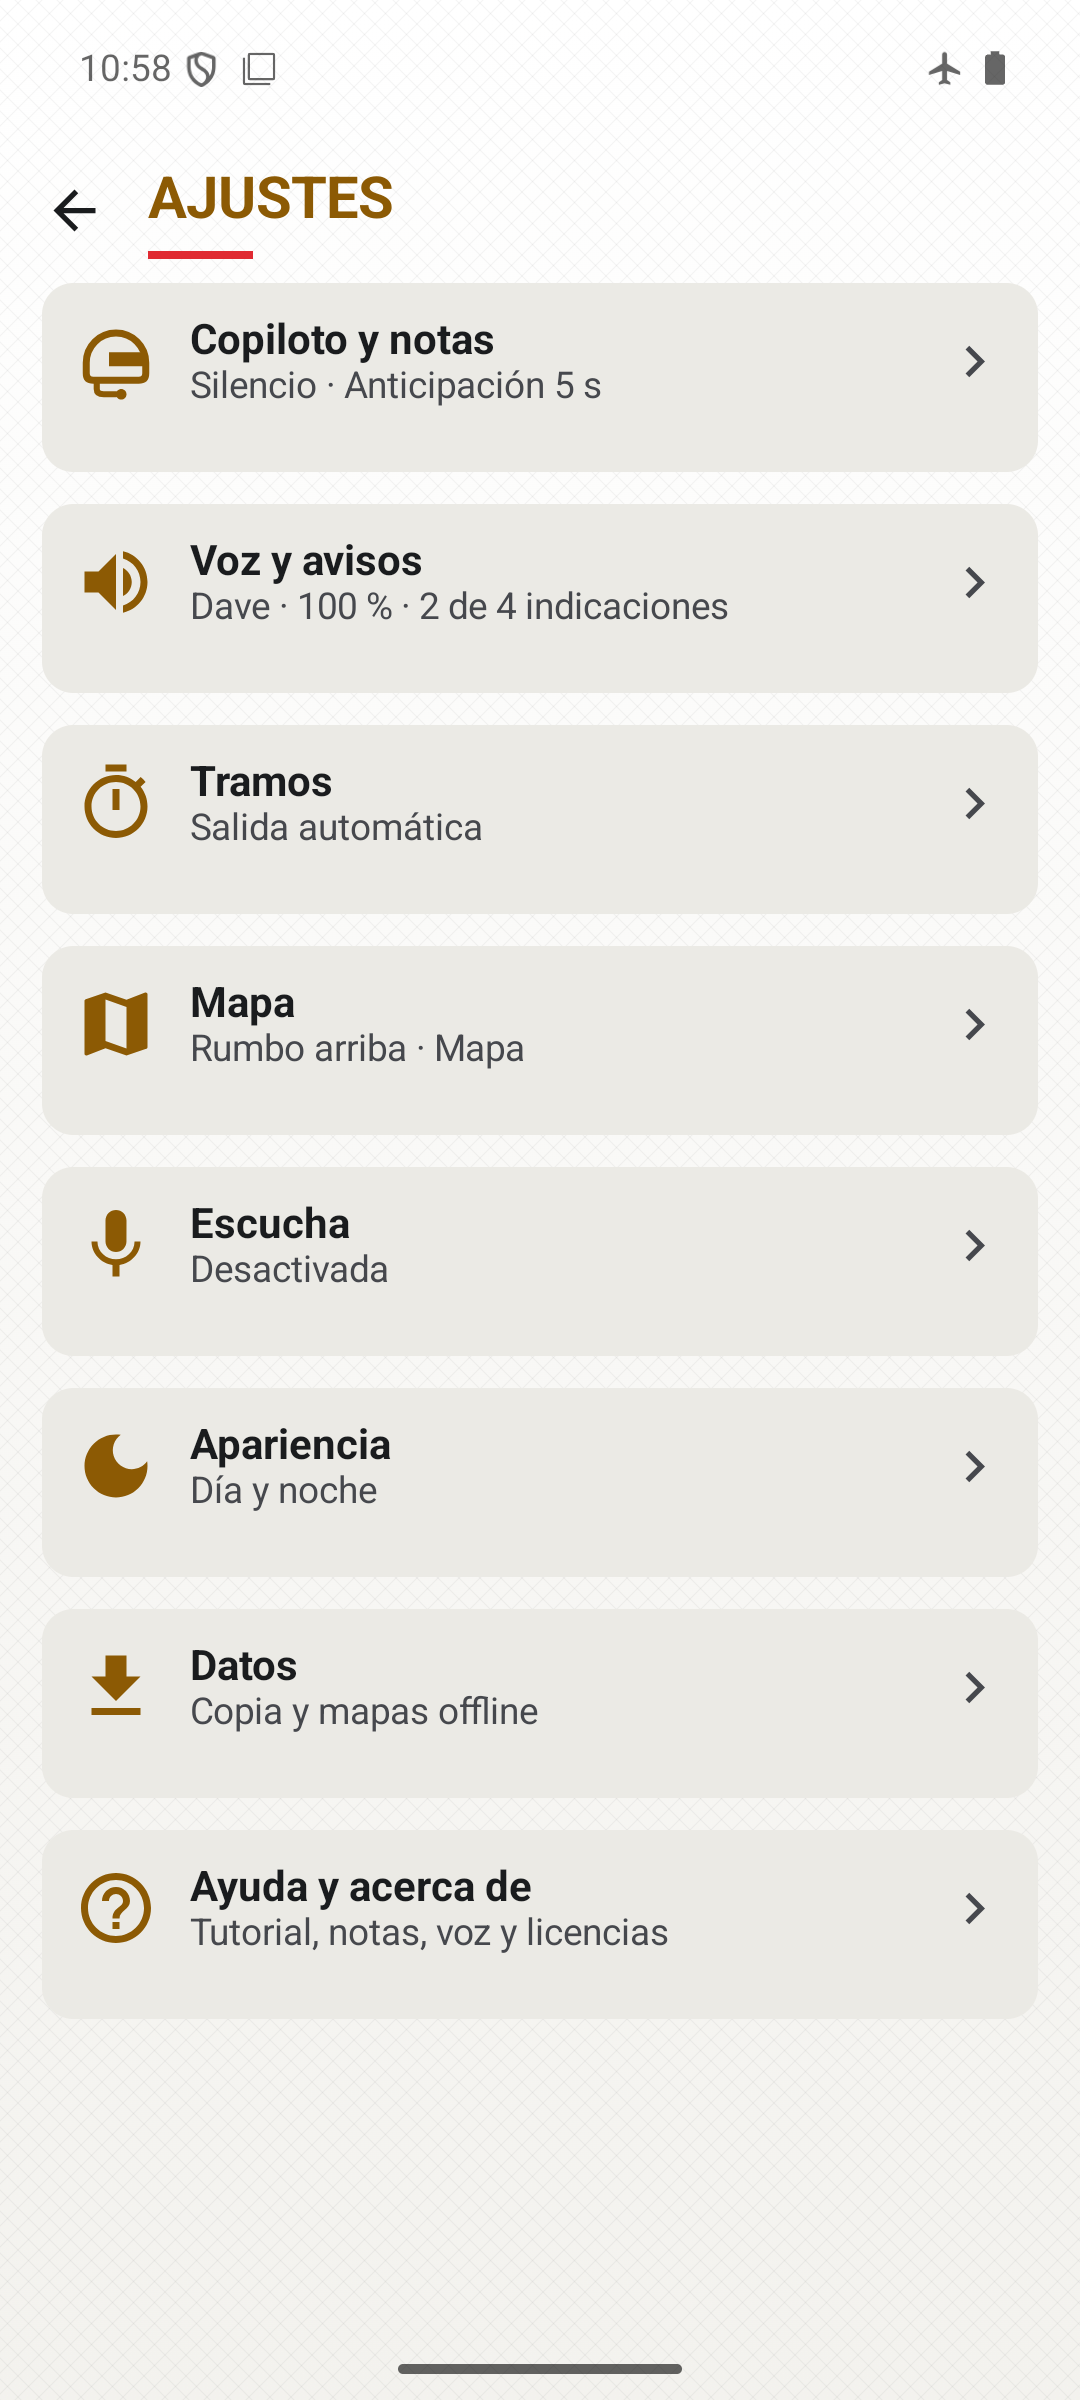 10:58
AJUSTES
Copiloto y notas
Silencio · Anticipación 5 s
Voz y avisos
Dave · 100 % · 2 de 4 indicaciones
Tramos
Salida automática
Mapa
Rumbo arriba · Mapa
Escucha
Desactivada
Apariencia
Día y noche
Datos
Copia y mapas offline
Ayuda y acerca de
Tutorial, notas, voz y licencias